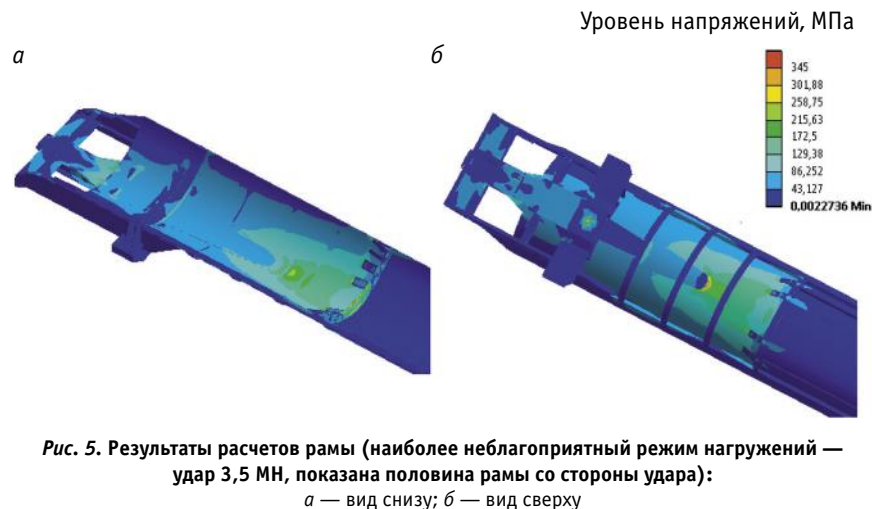 Уровень напряжений, МПа
а
б
345
301,88
258,75
215,63
172,5
129,38
86,252
43,127
0,0022736 Min
Рис. 5. Результаты расчетов рамы (наиболее неблагоприятный режим нагружений —
удар 3,5 МН, показана половина рамы со стороны удара):
а — вид снизу; б — вид сверху